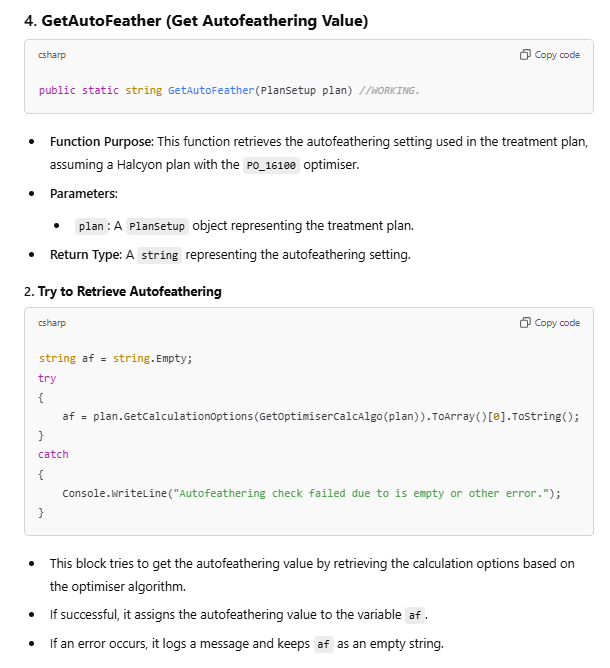 4. GetAutoFeather (Get Autofeathering Value)
csharp
Copy code
public static string GetAutoFeather(PlanSetup plan) //WORKING.
• Function Purpose: This function retrieves the autofeathering setting used in the treatment plan,
assuming a Halcyon plan with the PO_16100 optimiser.
• Parameters:
• plan : A PlanSetup object representing the treatment plan.
• Return Type: A string representing the autofeathering setting.
2. Try to Retrieve Autofeathering
csharp
Copy code
string af = string.Empty;
try
{
    af = plan.GetCalculationOptions(GetOptimiserCalcAlgo(plan)).ToArray()[0].ToString();
}
catch
{
    Console.WriteLine("Autofeathering check failed due to is empty or other error.");
}
• This block tries to get the autofeathering value by retrieving the calculation options based on
the optimiser algorithm.
• If successful, it assigns the autofeathering value to the variable af .
• If an error occurs, it logs a message and keeps af as an empty string.